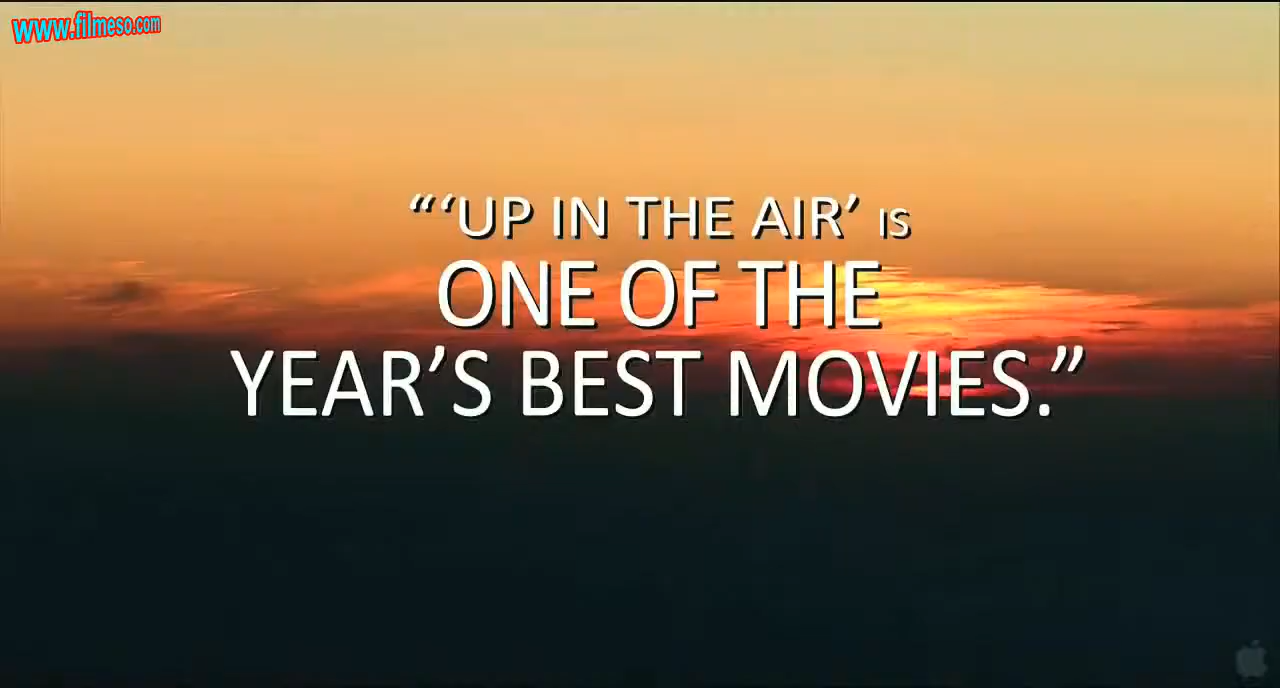 www.filmeso.com
“‘UP IN THE AIR’ IS
ONE OF THE
YEAR’S BEST MOVIES.”